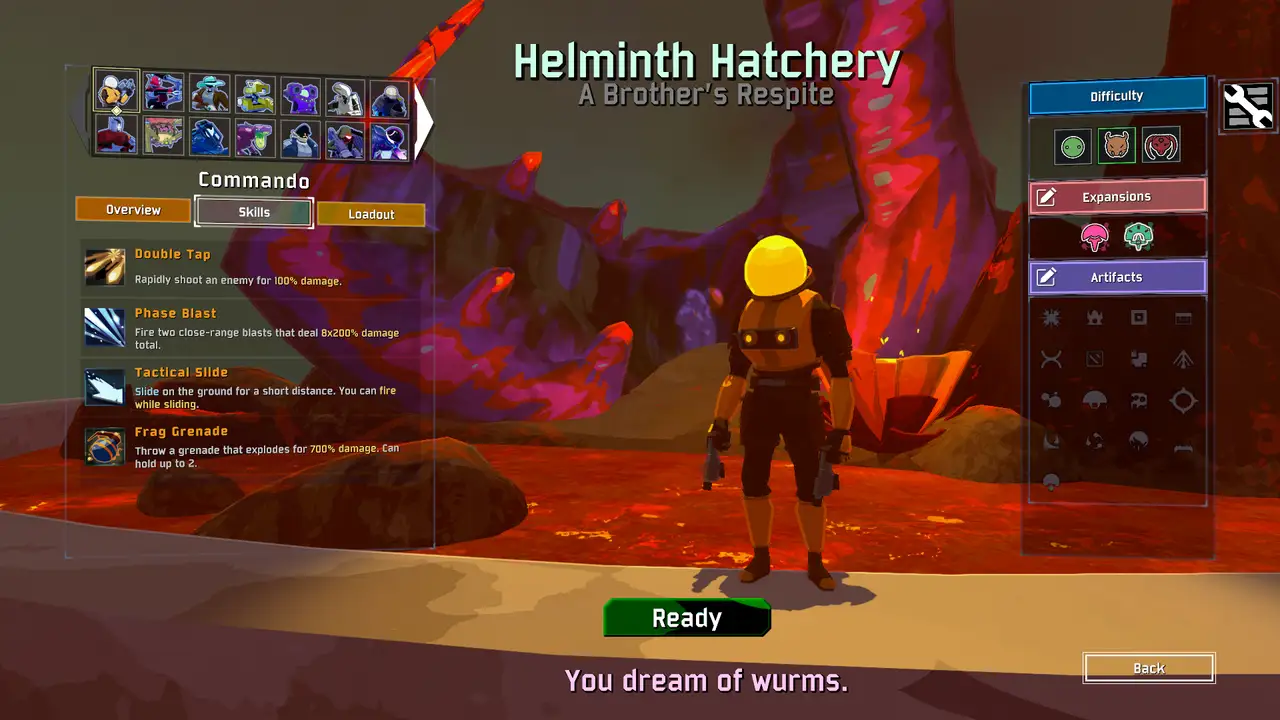 Helminth Hatchery
A Brother's Respite
Commando
Overview
Skills
Loadout
Double Tap
Rapidly shoot an enemy for 100% damage.
Phase Blast
Fire two close-range blasts that deal 8x200% damage
total.
Tactical Slide
Slide on the ground for a short distance. You can fire
while sliding.
Frag Grenade
Throw a grenade that explodes for 700% damage. Can
hold up to 2.
Difficulty
Expansions
Artifacts
Ready
You dream of wurms.
Back